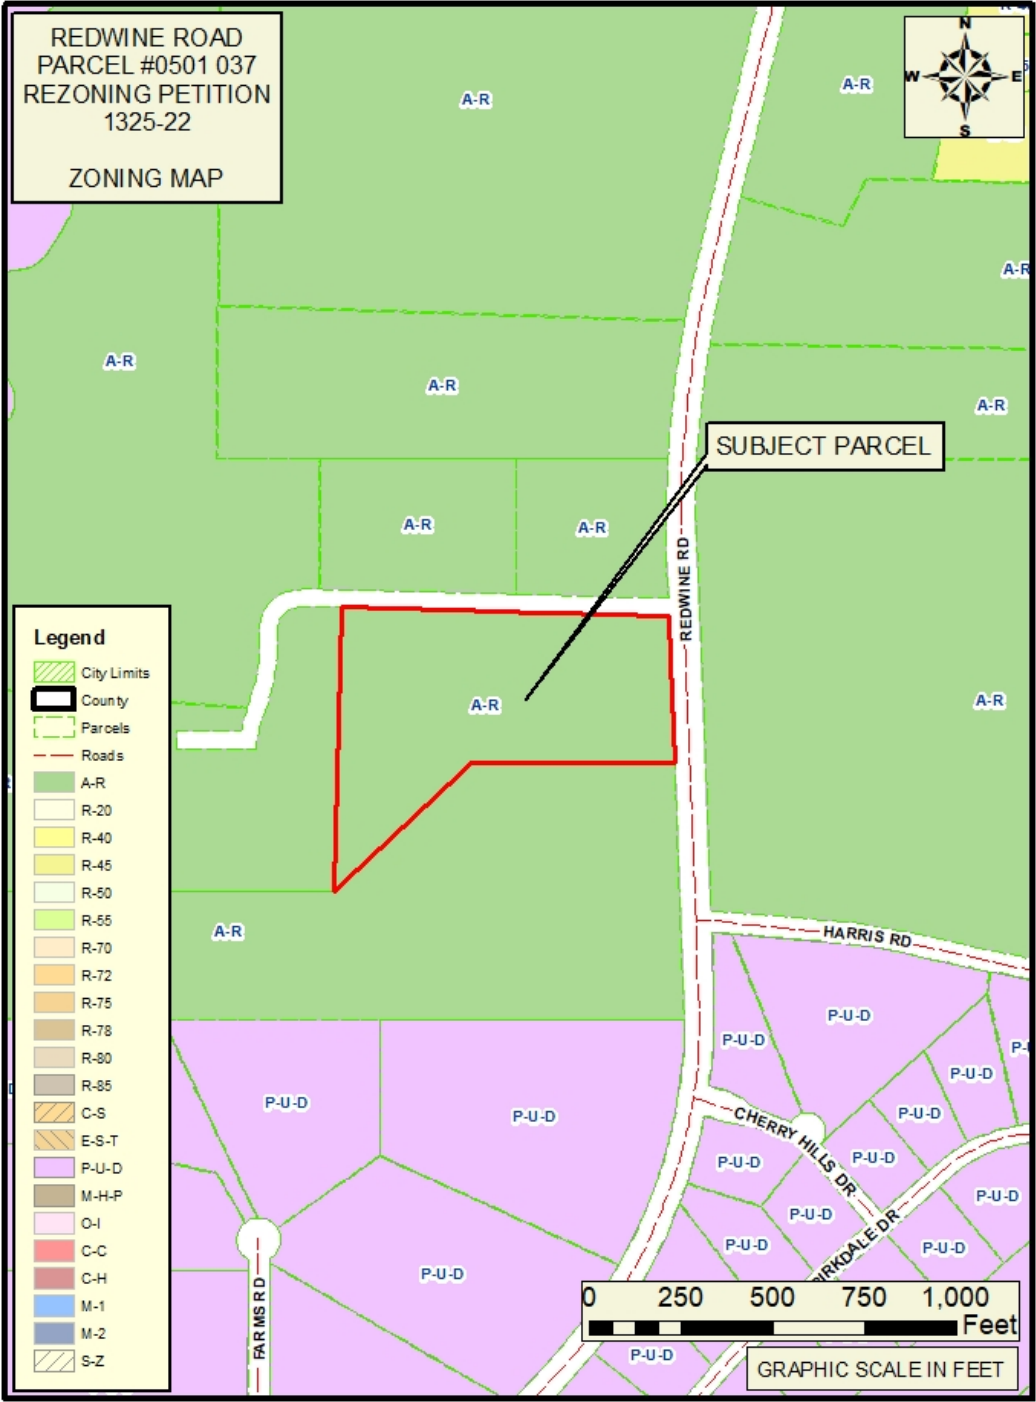 REDWINE ROAD
PARCEL #0501 037
REZONING PETITION
1325-22
ZONING MAP
N
W
E
S
A-R
A-R
A-R
A-R
A-R
A-R
SUBJECT PARCEL
A-R
A-R
REDWINE RD
A-R
A-R
Legend
City Limits
County
Parcels
Roads
A-R
R-20
R-40
R-45
R-50
R-55
R-70
R-72
R-75
R-78
R-80
R-85
C-S
E-S-T
P-U-D
M-H-P
O-I
C-C
C-H
M-1
M-2
S-Z
A-R
HARRIS RD
P-U-D
P-U-D
P-U-D
P-U-D
P-U-D
P-U-D
CHERRY HILLS DR
P-U-D
P-U-D
P-U-D
P-U-D
P-U-D
P-U-D
P-U-D
FARMS RD
0 250 500 750 1,000
Feet
P-U-D
GRAPHIC SCALE IN FEET